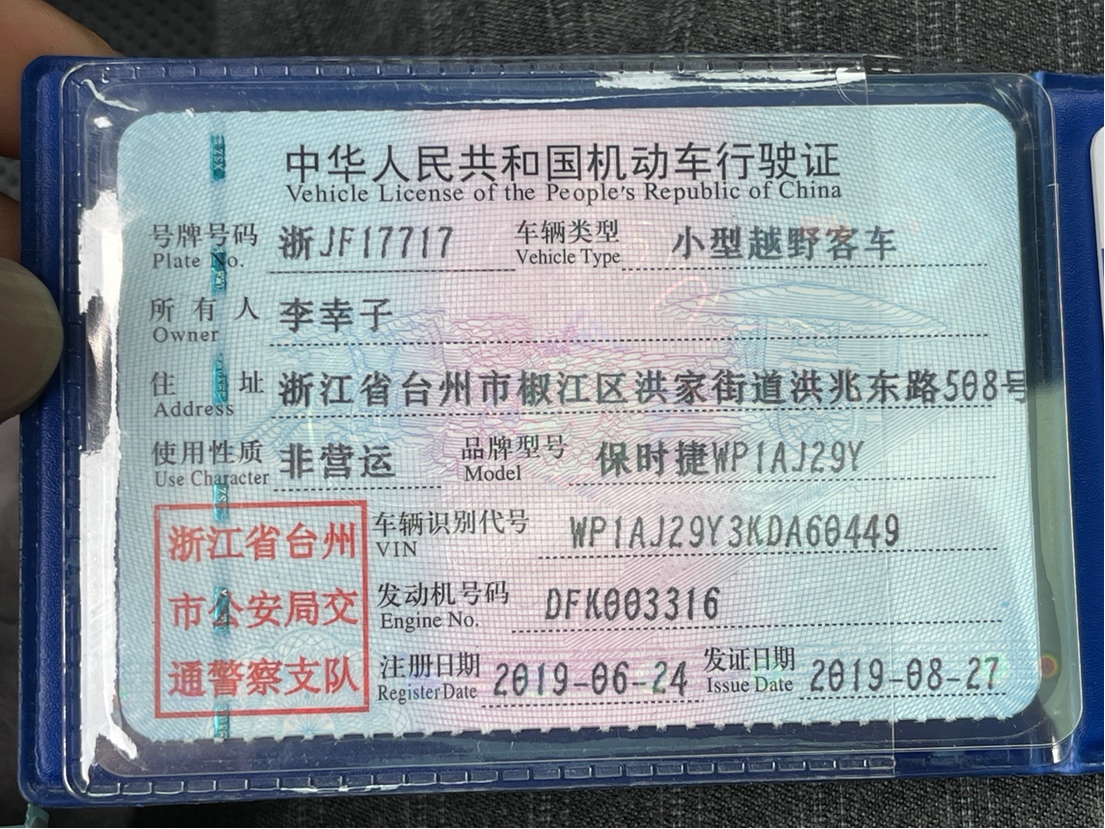 中华人民共和国机动车行驶证
Vehicle License of the People's Republic of China
号牌号码 浙JF17717 车辆类型 小型越野客车
Plate No. Vehicle Type
所有人 李幸子
Owner
住址 浙江省台州市椒江区洪家街道洪兆东路508号
Address
使用性质 非营运 品牌型号 保时捷WP1AJ29Y
Use Character Model
浙江省台州
市公安局交
通警察支队
车辆识别代号 WP1AJ29Y3KDA60449
VIN
发动机号码 DFK003316
Engine No.
注册日期 2019-06-24 发证日期 2019-08-27
Register Date Issue Date